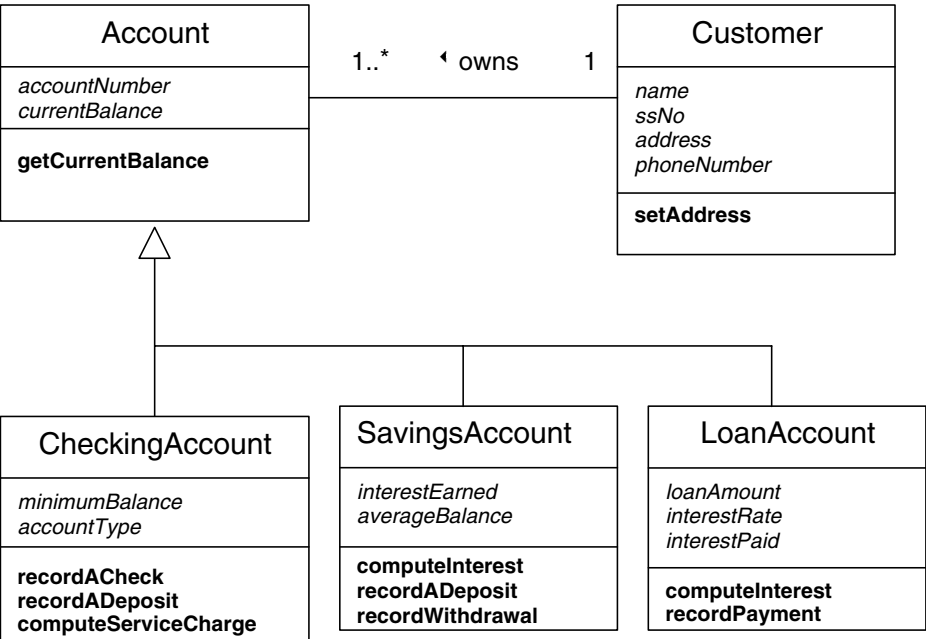 Account
accountNumber
currentBalance
getCurrentBalance
1..* owns 1
Customer
name
ssNo
address
phoneNumber
setAddress
CheckingAccount
minimumBalance
accountType
recordACheck
recordADeposit
computeServiceCharge
SavingsAccount
interestEarned
averageBalance
computeInterest
recordADeposit
recordWithdrawal
LoanAccount
loanAmount
interestRate
interestPaid
computeInterest
recordPayment